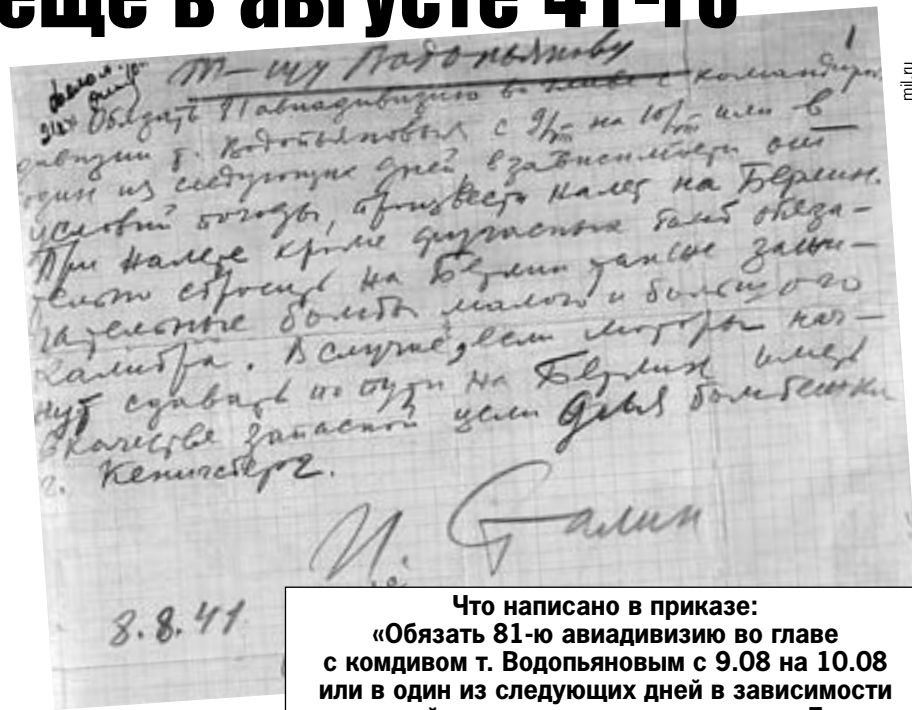 еще в августе 41-го
mil.ru
1
Т-щу Водопьянову
Обязать 81 авиадивизию во главе с командиром
дивизии т. Водопьяновым с 9/ на 10/ или в
один из следующих дней, в зависимости от
условий погоды, произвести налет на Берлин.
При налете кроме фугасных бомб обяза-
тельно сбросить на Берлин также зажи-
гательные бомбы малого и большого
калибра. В случае, если моторы нач-
нут сдавать по пути на Берлин иметь
в качестве запасной цели для бомбежки
г. Кенигсберг.
И. Сталин
8.8.41
Что написано в приказе:
«Обязать 81-ю авиадивизию во главе
с комдивом т. Водопьяновым с 9.08 на 10.08
или в один из следующих дней в зависимости